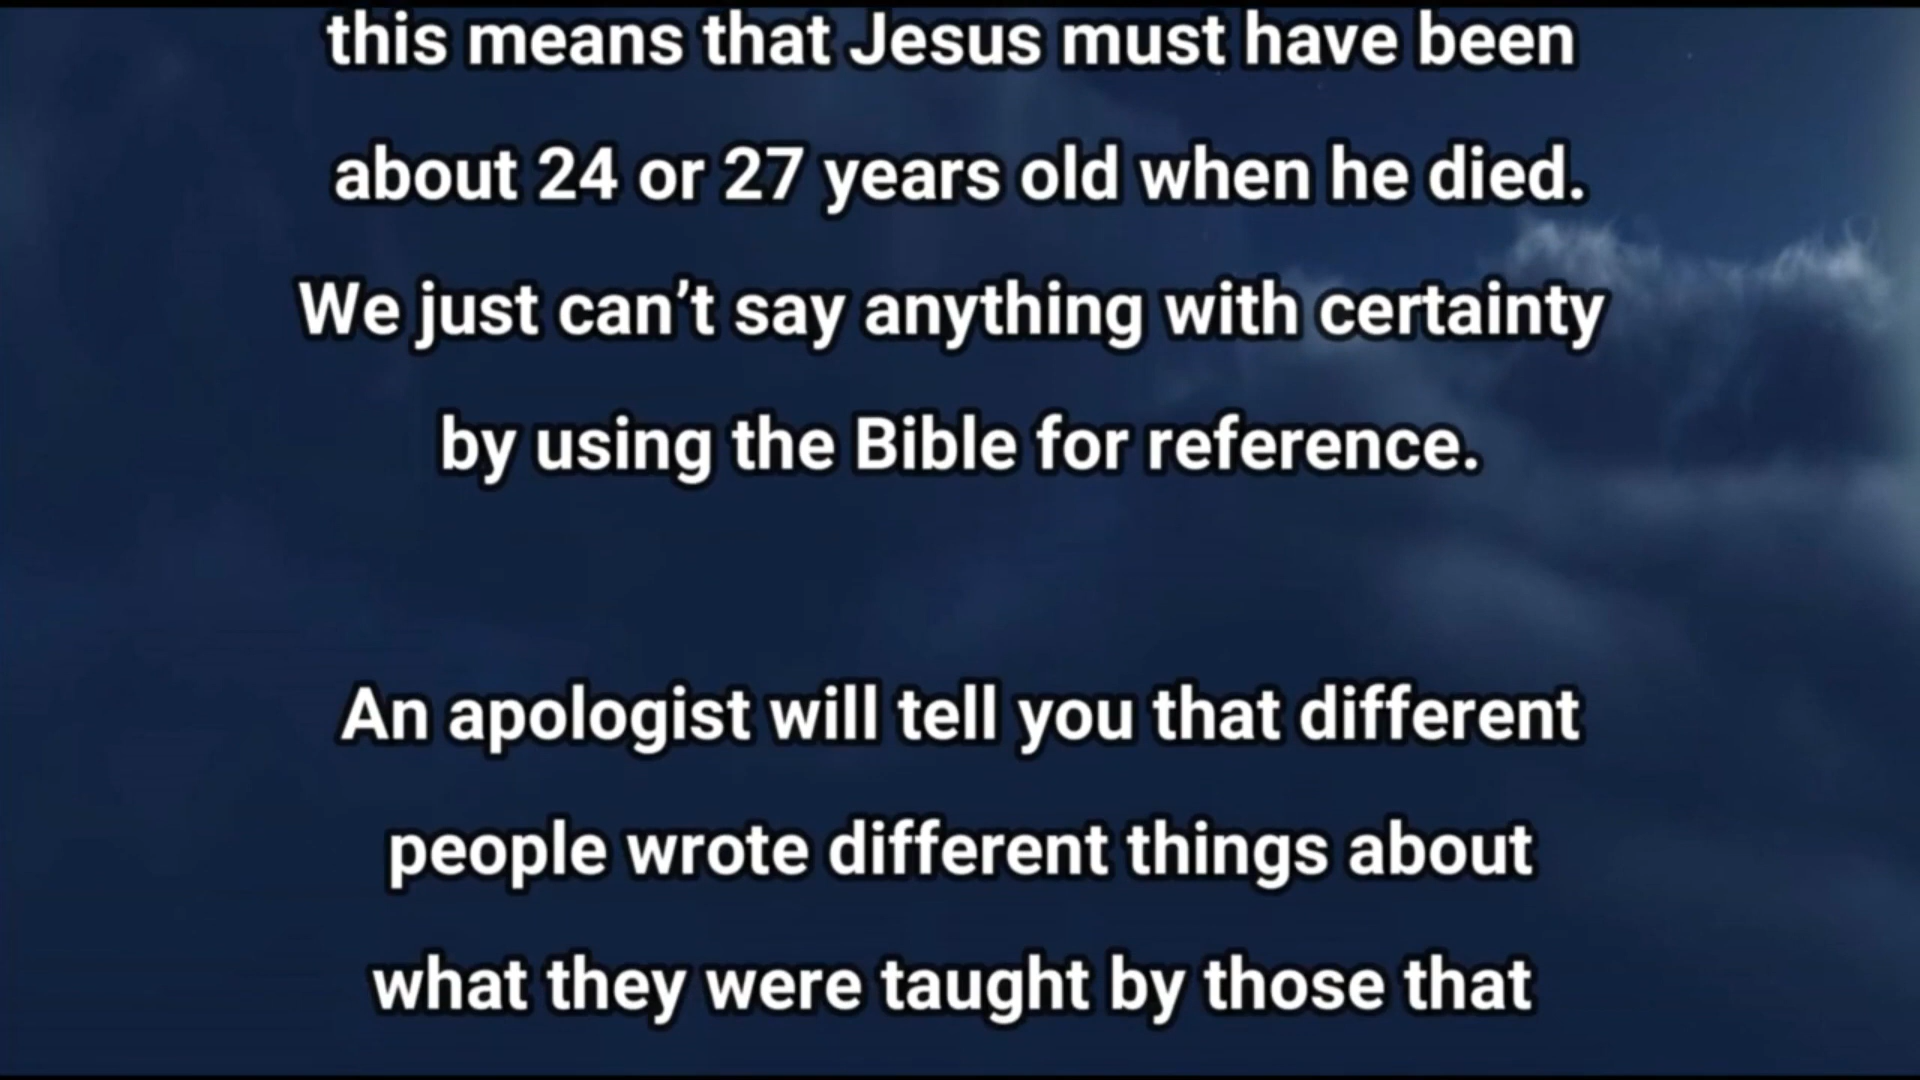 this means that Jesus must have been
about 24 or 27 years old when he died.
We just can’t say anything with certainty
by using the Bible for reference.
An apologist will tell you that different
people wrote different things about
what they were taught by those that